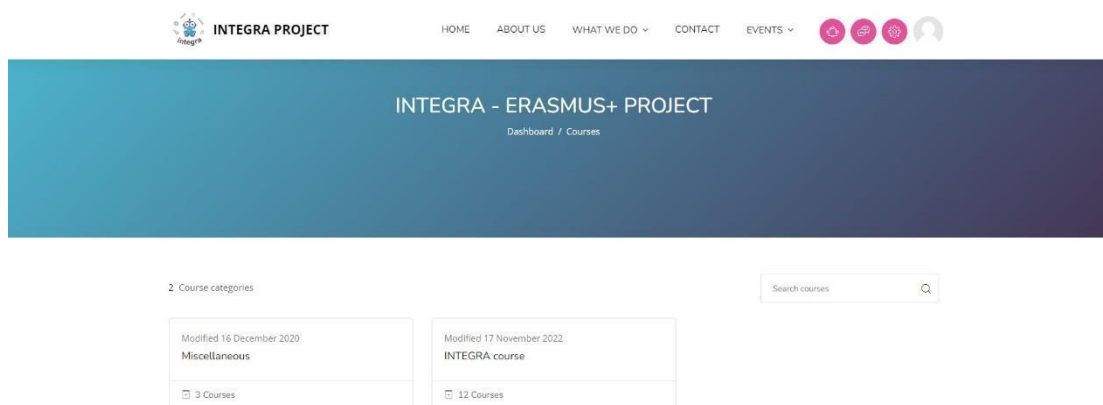 integra
INTEGRA PROJECT
HOME ABOUT US WHAT WE DO CONTACT EVENTS
INTEGRA - ERASMUS+ PROJECT
Dashboard / Courses
2 Course categories
Search courses
Modified 16 December 2020
Miscellaneous
3 Courses
Modified 17 November 2022
INTEGRA course
12 Courses